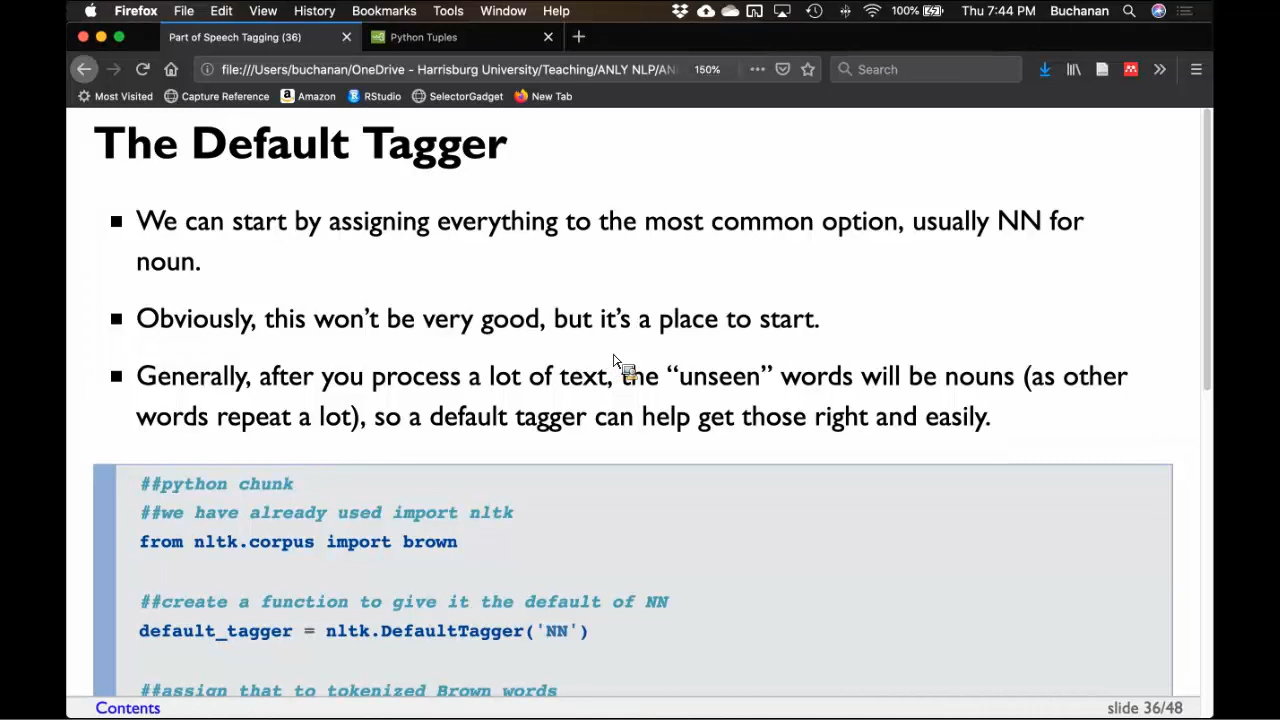 Firefox File Edit View History Bookmarks Tools Window Help 100% Thu 7:44 PM Buchanan
Part of Speech Tagging (36) Python Tuples
file:///Users/buchanan/OneDrive - Harrisburg University/Teaching/ANLY NLP/AN 150% Search
Most Visited Capture Reference Amazon RStudio SelectorGadget New Tab
The Default Tagger
▪ We can start by assigning everything to the most common option, usually NN for
noun.
▪ Obviously, this won’t be very good, but it’s a place to start.
▪ Generally, after you process a lot of text, the “unseen” words will be nouns (as other
words repeat a lot), so a default tagger can help get those right and easily.
##python chunk
##we have already used import nltk
from nltk.corpus import brown
##create a function to give it the default of NN
default_tagger = nltk.DefaultTagger('NN')
##assign that to tokenized Brown words
Contents slide 36/48